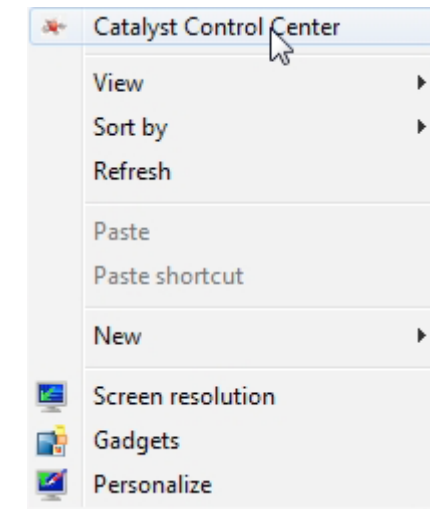 Catalyst Control Center
View
Sort by
Refresh
Paste
Paste shortcut
New
Screen resolution
Gadgets
Personalize